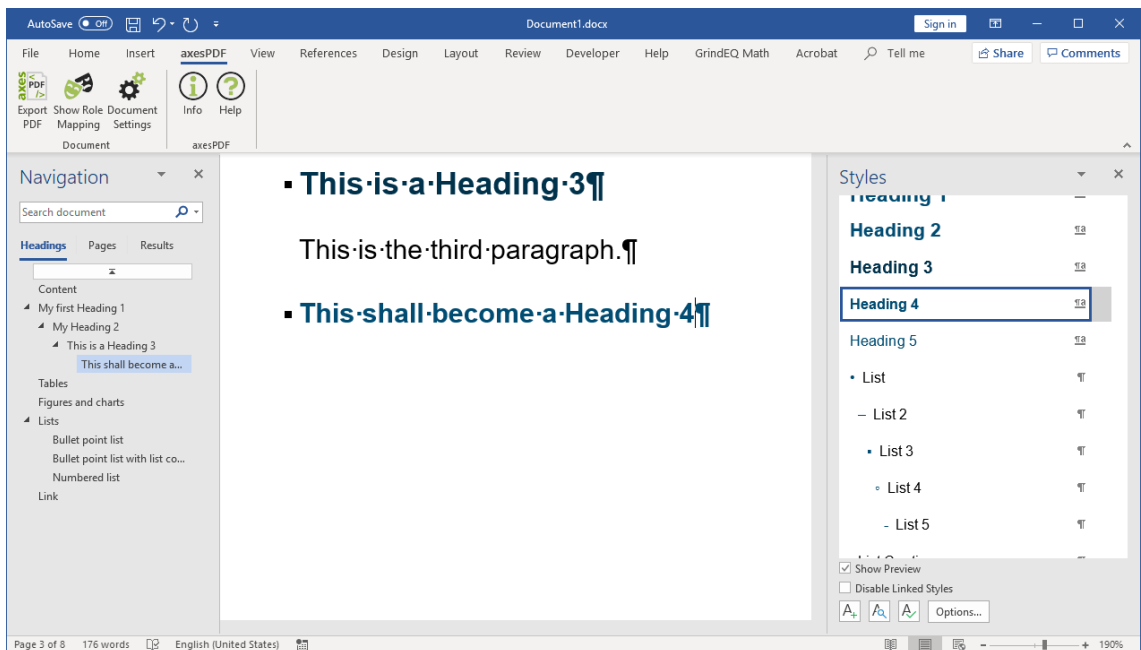 AutoSave Off Document1.docx Sign in
File Home Insert axesPDF View References Design Layout Review Developer Help GrindEQ Math Acrobat Tell me Share Comments
axes PDF
Export PDF
Show Role Mapping
Document Settings
Info
Help
Document
axesPDF
Navigation
Search document
Headings Pages Results
Content
My first Heading 1
My Heading 2
This is a Heading 3
This shall become a...
Tables
Figures and charts
Lists
Bullet point list
Bullet point list with list co...
Numbered list
Link
▪ This·is·a·Heading·3¶
This·is·the·third·paragraph.¶
▪ This·shall·become·a·Heading·4¶
Styles
Heading 1
Heading 2
Heading 3
Heading 4
Heading 5
• List
– List 2
▪ List 3
∘ List 4
- List 5
Show Preview
Disable Linked Styles
Options...
Page 3 of 8 176 words English (United States) 190%